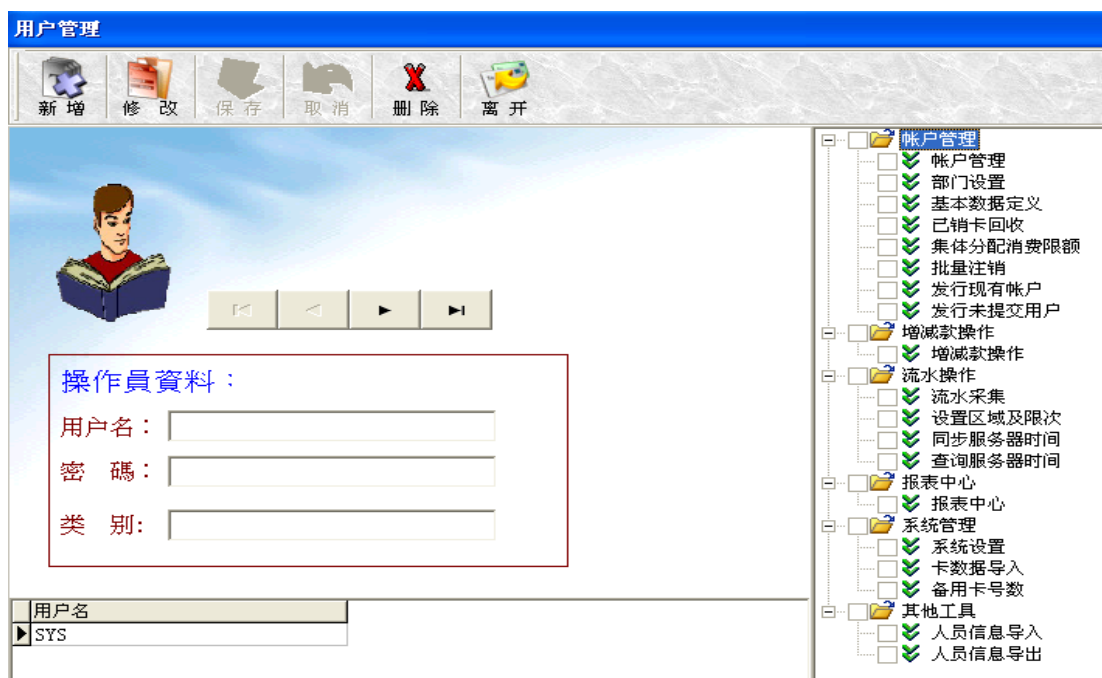 用户管理
新增 修改 保存 取消 删除 离开
操作員資料：
用户名：
密 碼：
类 别:
用户名
SYS
帐户管理
帐户管理
部门设置
基本数据定义
已销卡回收
集体分配消费限额
批量注销
发行现有帐户
发行未提交用户
增减款操作
增减款操作
流水操作
流水采集
设置区域及限次
同步服务器时间
查询服务器时间
报表中心
报表中心
系统管理
系统设置
卡数据导入
备用卡号数
其他工具
人员信息导入
人员信息导出